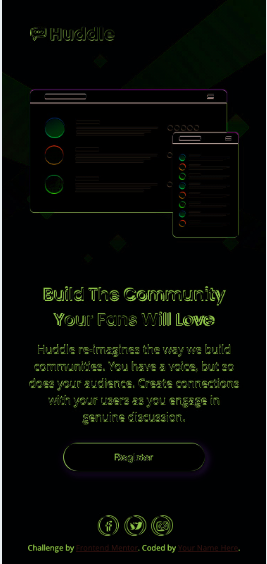 Huddle
Build The Community
Your Fans Will Love
Huddle re-imagines the way we build
communities. You have a voice, but so
does your audience. Create connections
with your users as you engage in
genuine discussion.
Register
Challenge by Frontend Mentor. Coded by Your Name Here.